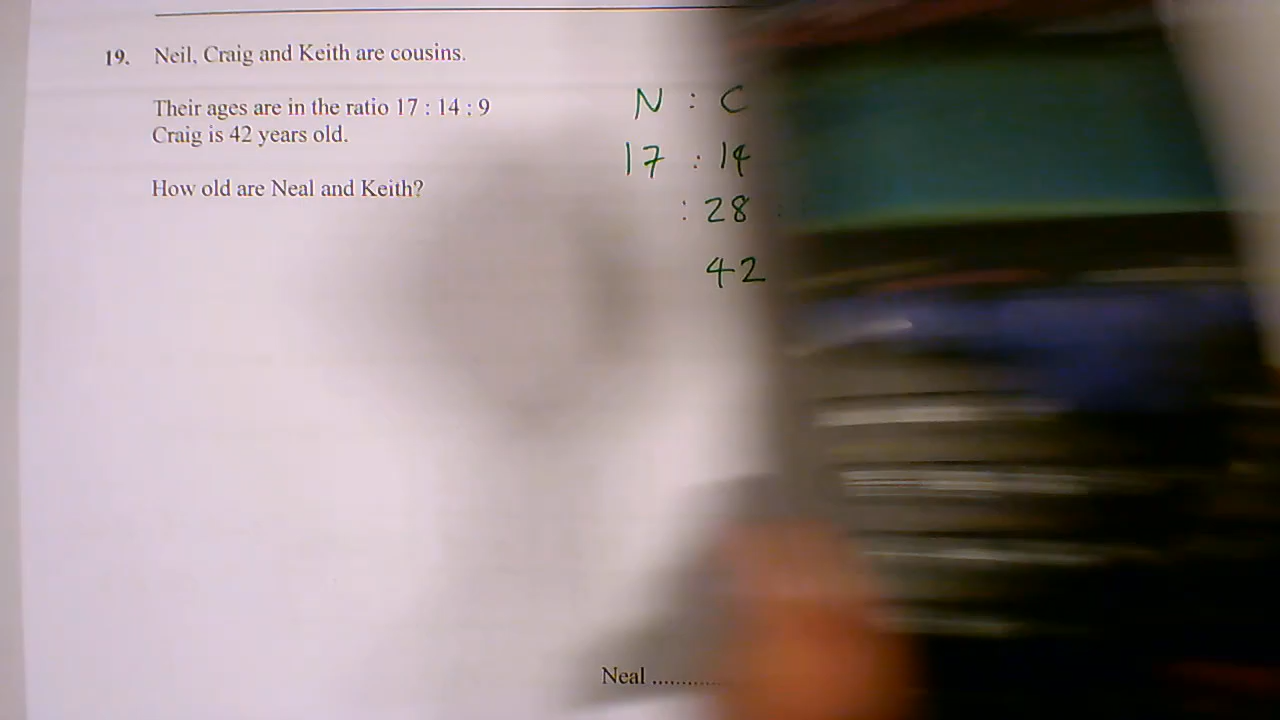 19. Neil, Craig and Keith are cousins.
Their ages are in the ratio 17 : 14 : 9
Craig is 42 years old.
How old are Neal and Keith?
N : C
17 : 14
: 28 :
42
Neal ............